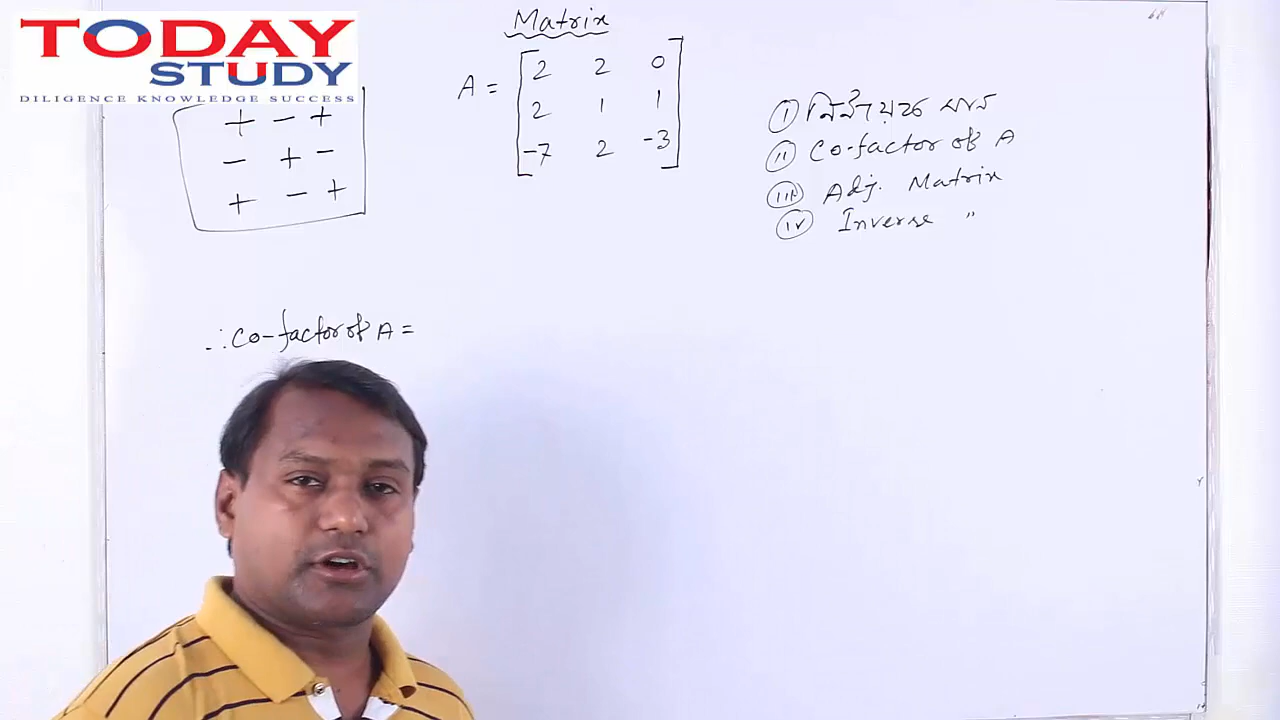 TODAY
STUDY
DILIGENCE KNOWLEDGE SUCCESS
Matrix
A = [2 2 0
2 1 1
-7 2 -3]
+ - +
- + -
+ - +
(i) নির্ণায়ক মান
(ii) Co-factor of A
(iii) Adj. Matrix
(iv) Inverse "
∴ Co-factor of A =